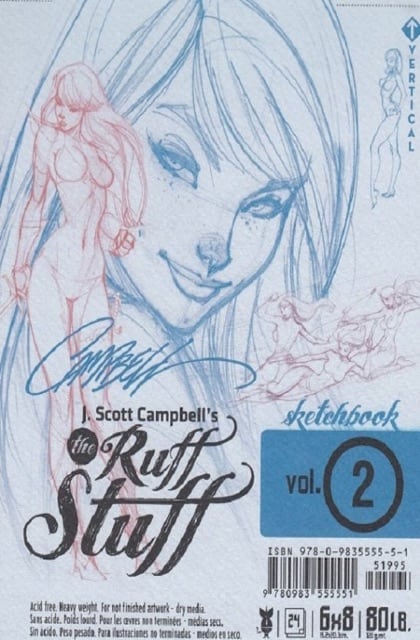 VERTICAL
CAMPBELL
J. Scott Campbell's
the Ruff
Stuff
sketchbook
vol. 2
ISBN 978-0-9835555-5-1
51995
9 780983 555551
Acid free. Heavy weight. For not finished artwork - dry media.
Sans acide. Poids lourd. Pour les œvres non terminées - médias secs.
Sin acido. Peso pesado. Para ilustraciones no terminadas - medios en seco.
24
6x8
80LB.